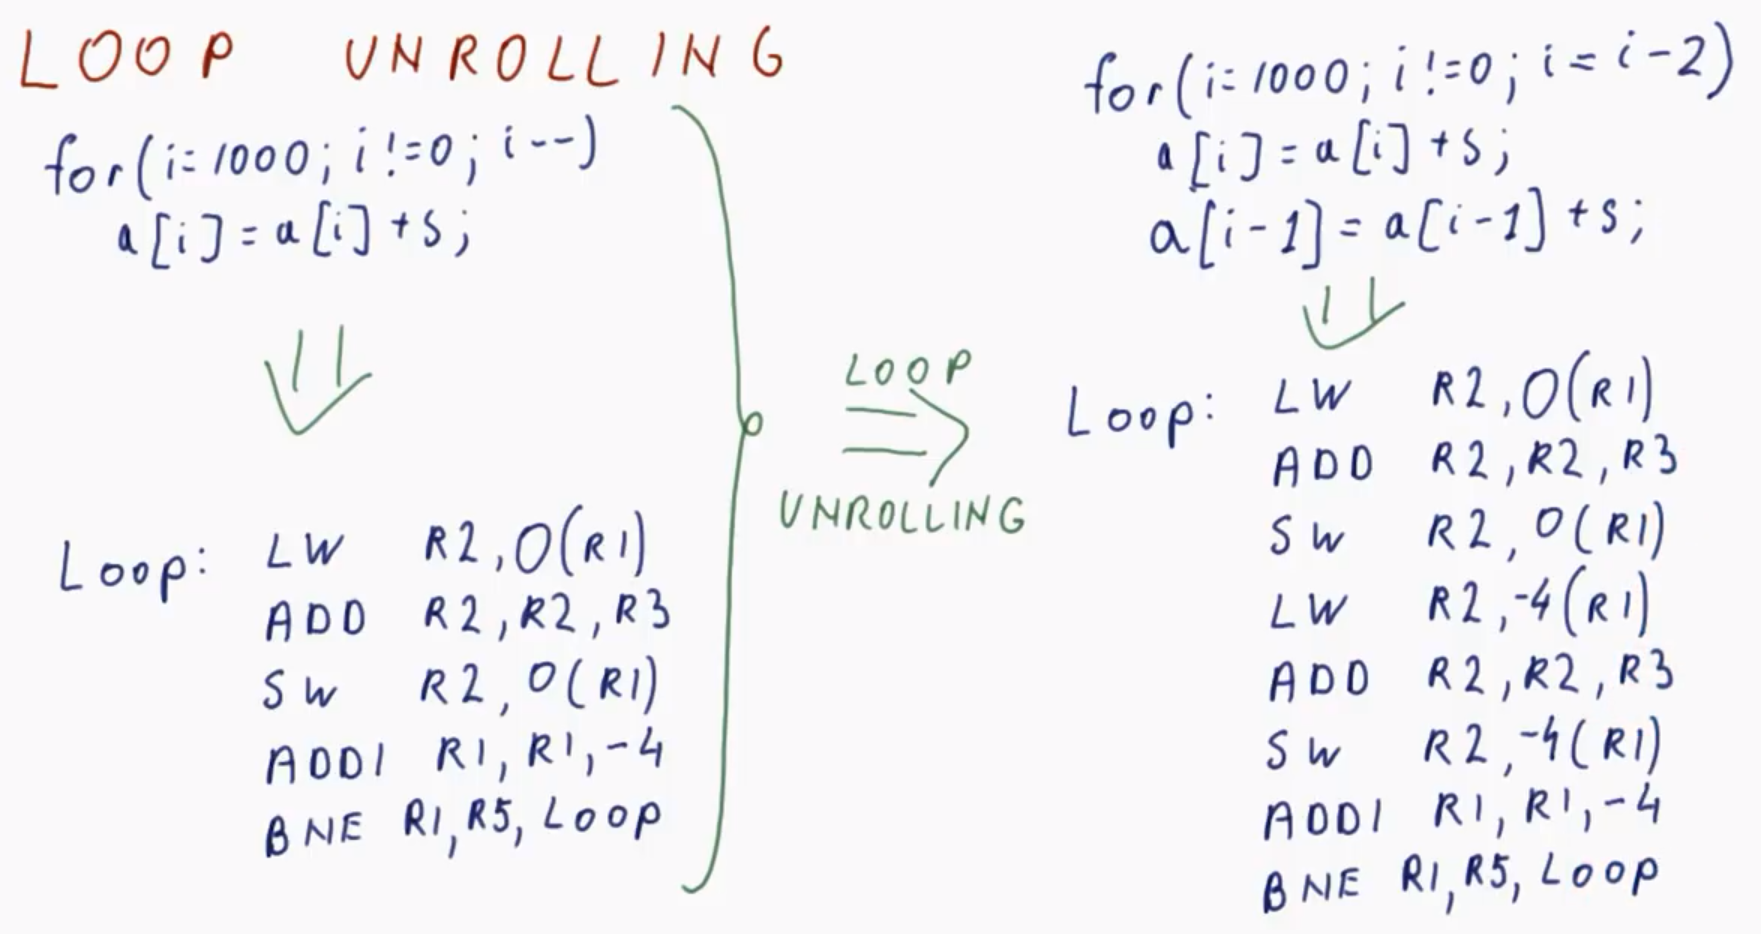 LOOP UNROLLING
for(i=1000; i!=0; i--)
a[i]=a[i]+s;
Loop: LW R2,0(R1)
ADD R2,R2,R3
SW R2,0(R1)
ADDI R1,R1,-4
BNE R1,R5,Loop
LOOP
UNROLLING
for(i=1000; i!=0; i=i-2)
a[i]=a[i]+s;
a[i-1]=a[i-1]+s;
Loop: LW R2,0(R1)
ADD R2,R2,R3
SW R2,0(R1)
LW R2,-4(R1)
ADD R2,R2,R3
SW R2,-4(R1)
ADDI R1,R1,-4
BNE R1,R5,Loop